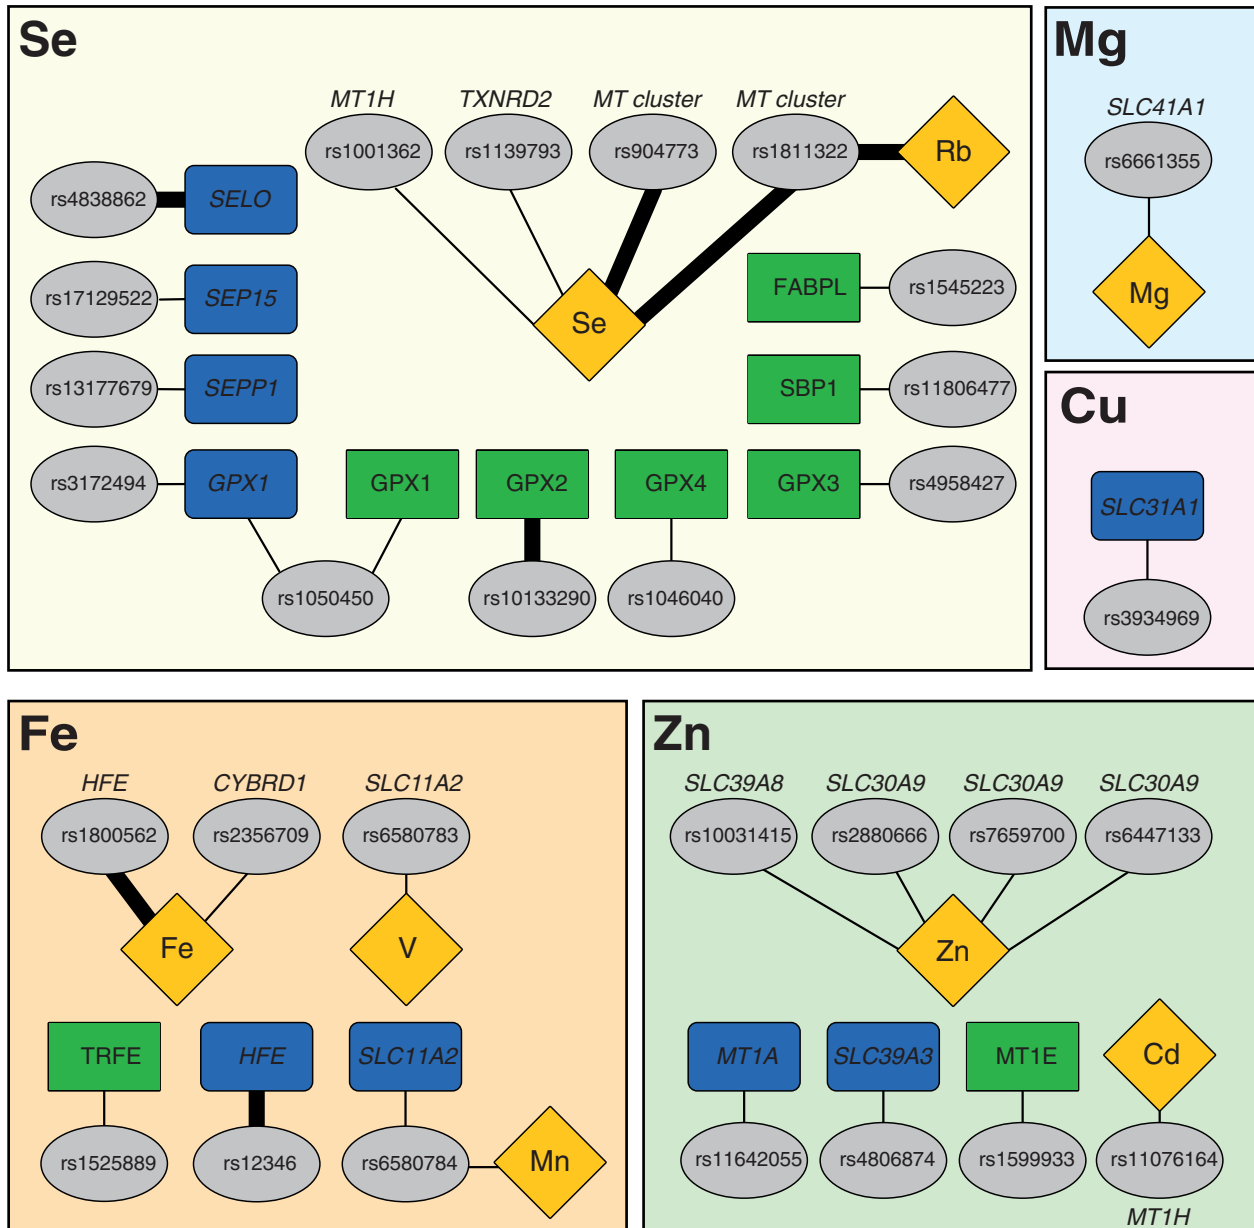 Se
MT1H TXNRD2 MT cluster MT cluster
rs1001362 rs1139793 rs904773 rs1811322 Rb
rs4838862 SELO
rs17129522 SEP15
Se
FABPL rs1545223
rs13177679 SEPP1
SBP1 rs11806477
rs3172494 GPX1 GPX1 GPX2 GPX4 GPX3 rs4958427
rs1050450 rs10133290 rs1046040
Mg
SLC41A1
rs6661355
Mg
Cu
SLC31A1
rs3934969
Fe
HFE CYBRD1 SLC11A2
rs1800562 rs2356709 rs6580783
Fe V
TRFE HFE SLC11A2
rs1525889 rs12346 rs6580784 Mn
Zn
SLC39A8 SLC30A9 SLC30A9 SLC30A9
rs10031415 rs2880666 rs7659700 rs6447133
Zn
MT1A SLC39A3 MT1E Cd
rs11642055 rs4806874 rs1599933 rs11076164
MT1H